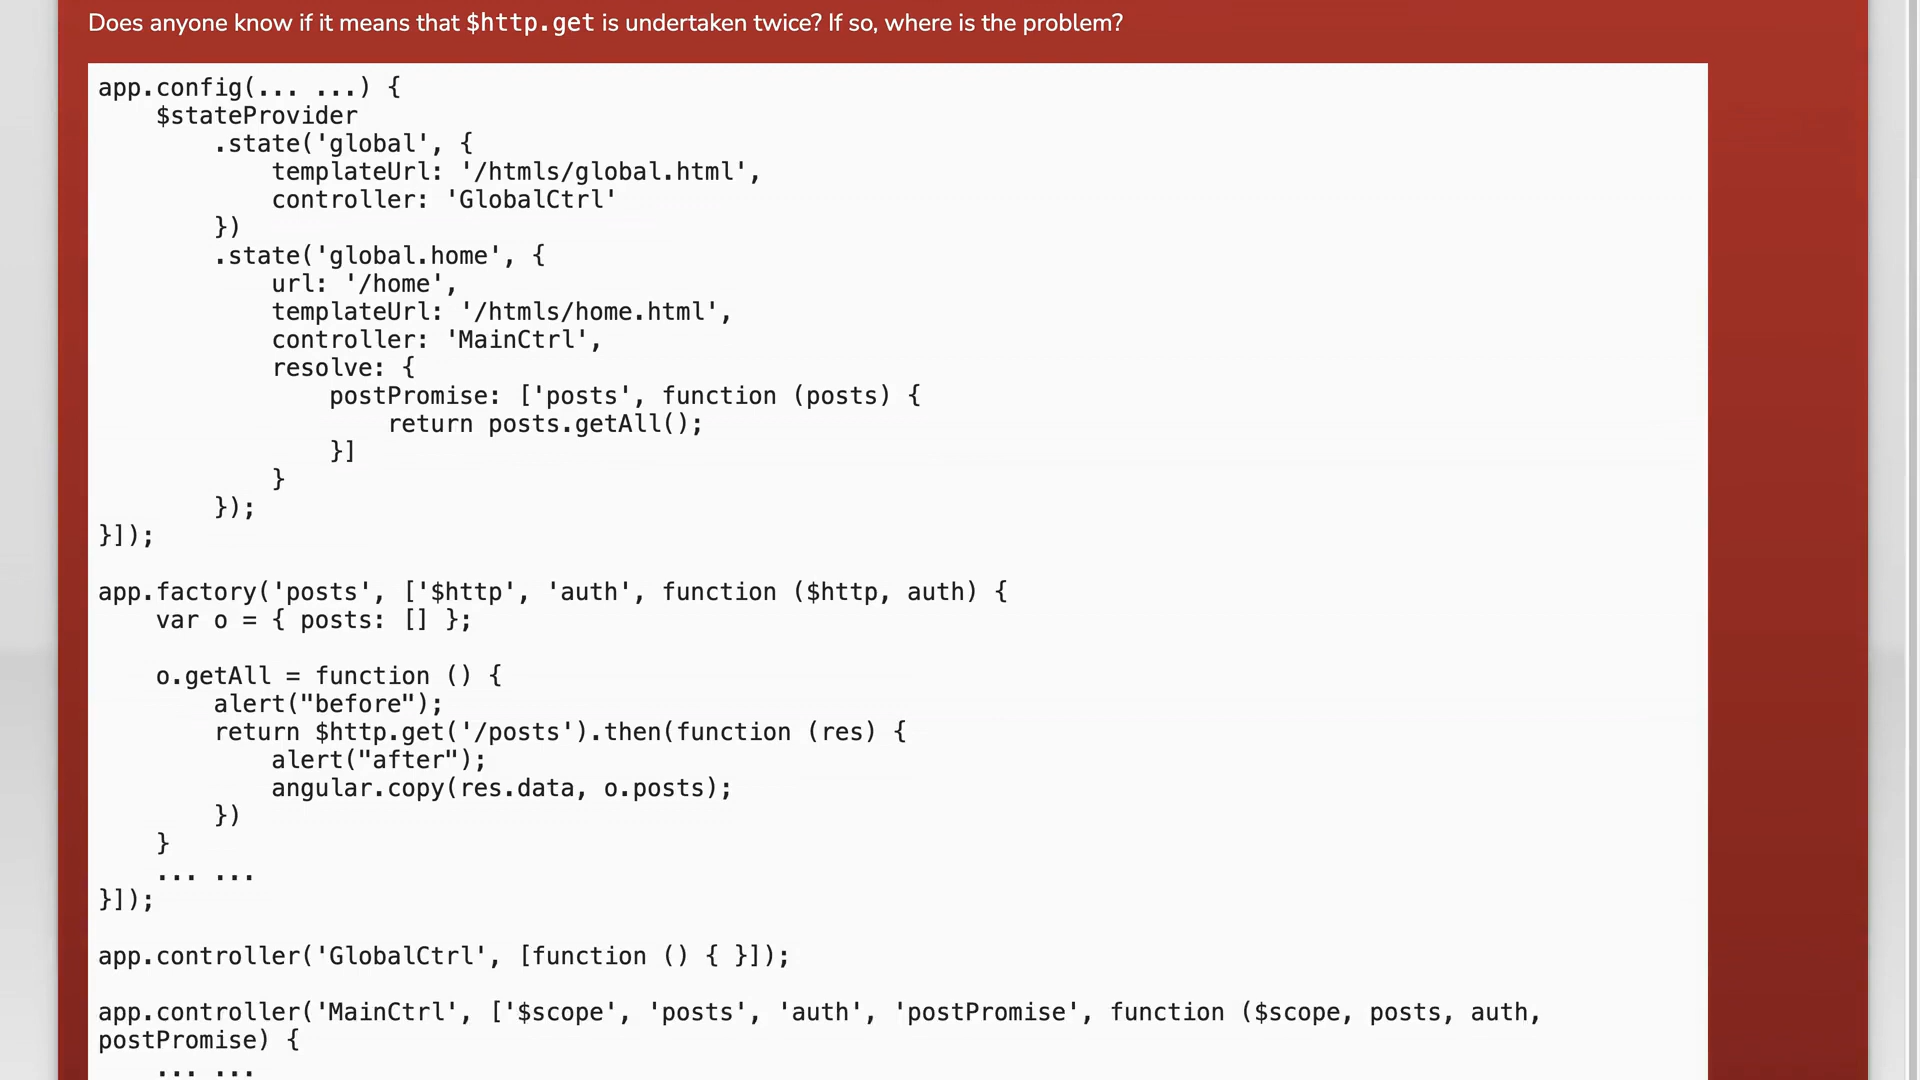 Does anyone know if it means that $http.get is undertaken twice? If so, where is the problem?
app.config(... ...) {
    $stateProvider
        .state('global', {
            templateUrl: '/htmls/global.html',
            controller: 'GlobalCtrl'
        })
        .state('global.home', {
            url: '/home',
            templateUrl: '/htmls/home.html',
            controller: 'MainCtrl',
            resolve: {
                postPromise: ['posts', function (posts) {
                    return posts.getAll();
                }]
            }
        });
}]);

app.factory('posts', ['$http', 'auth', function ($http, auth) {
    var o = { posts: [] };

    o.getAll = function () {
        alert("before");
        return $http.get('/posts').then(function (res) {
            alert("after");
            angular.copy(res.data, o.posts);
        })
    }
    ... ...
}]);

app.controller('GlobalCtrl', [function () { }]);

app.controller('MainCtrl', ['$scope', 'posts', 'auth', 'postPromise', function ($scope, posts, auth,
postPromise) {
    ... ...